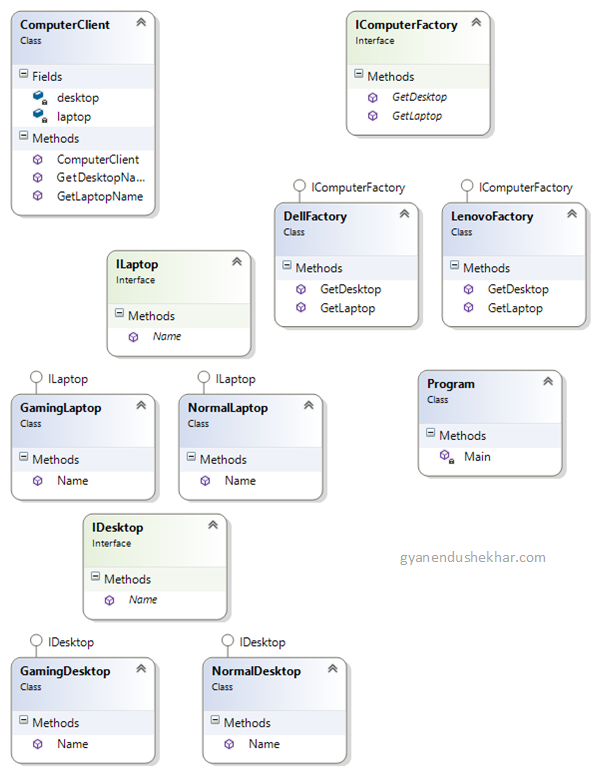 ComputerClient
Class
Fields
desktop
laptop
Methods
ComputerClient
GetDesktopNa...
GetLaptopName
IComputerFactory
Interface
Methods
GetDesktop
GetLaptop
IComputerFactory
DellFactory
Class
Methods
GetDesktop
GetLaptop
IComputerFactory
LenovoFactory
Class
Methods
GetDesktop
GetLaptop
ILaptop
Interface
Methods
Name
ILaptop
GamingLaptop
Class
Methods
Name
ILaptop
NormalLaptop
Class
Methods
Name
Program
Class
Methods
Main
IDesktop
Interface
Methods
Name
gyanendushekhar.com
IDesktop
GamingDesktop
Class
Methods
Name
IDesktop
NormalDesktop
Class
Methods
Name